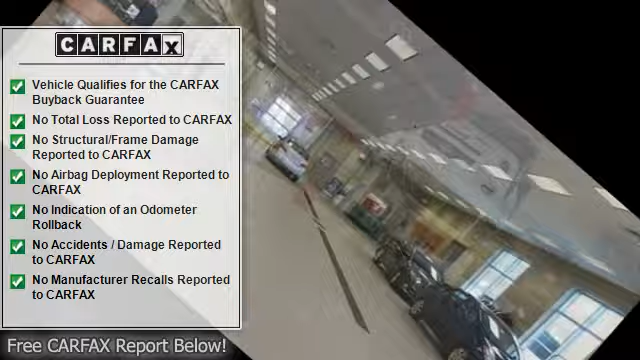 CARFAX
Vehicle Qualifies for the CARFAX
Buyback Guarantee
No Total Loss Reported to CARFAX
No Structural/Frame Damage
Reported to CARFAX
No Airbag Deployment Reported to
CARFAX
No Indication of an Odometer
Rollback
No Accidents / Damage Reported
to CARFAX
No Manufacturer Recalls Reported
to CARFAX
Free CARFAX Report Below!